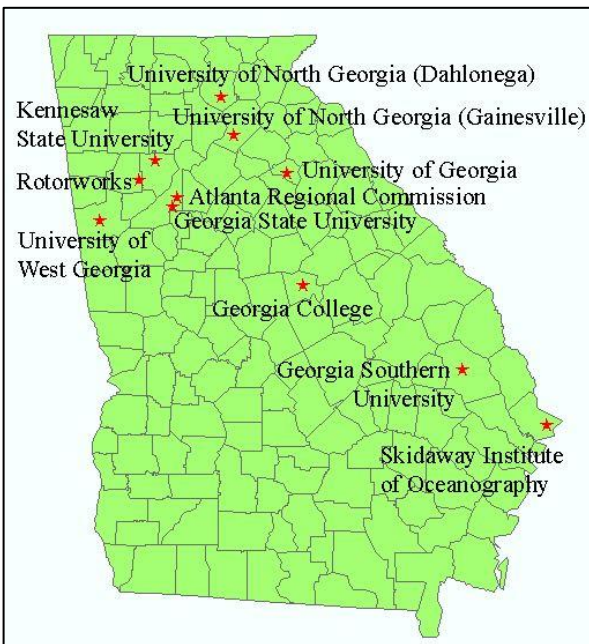 University of North Georgia (Dahlonega)
Kennesaw
State University
University of North Georgia (Gainesville)
University of Georgia
Rotorworks
Atlanta Regional Commission
Georgia State University
University of
West Georgia
Georgia College
Georgia Southern
University
Skidaway Institute
of Oceanography